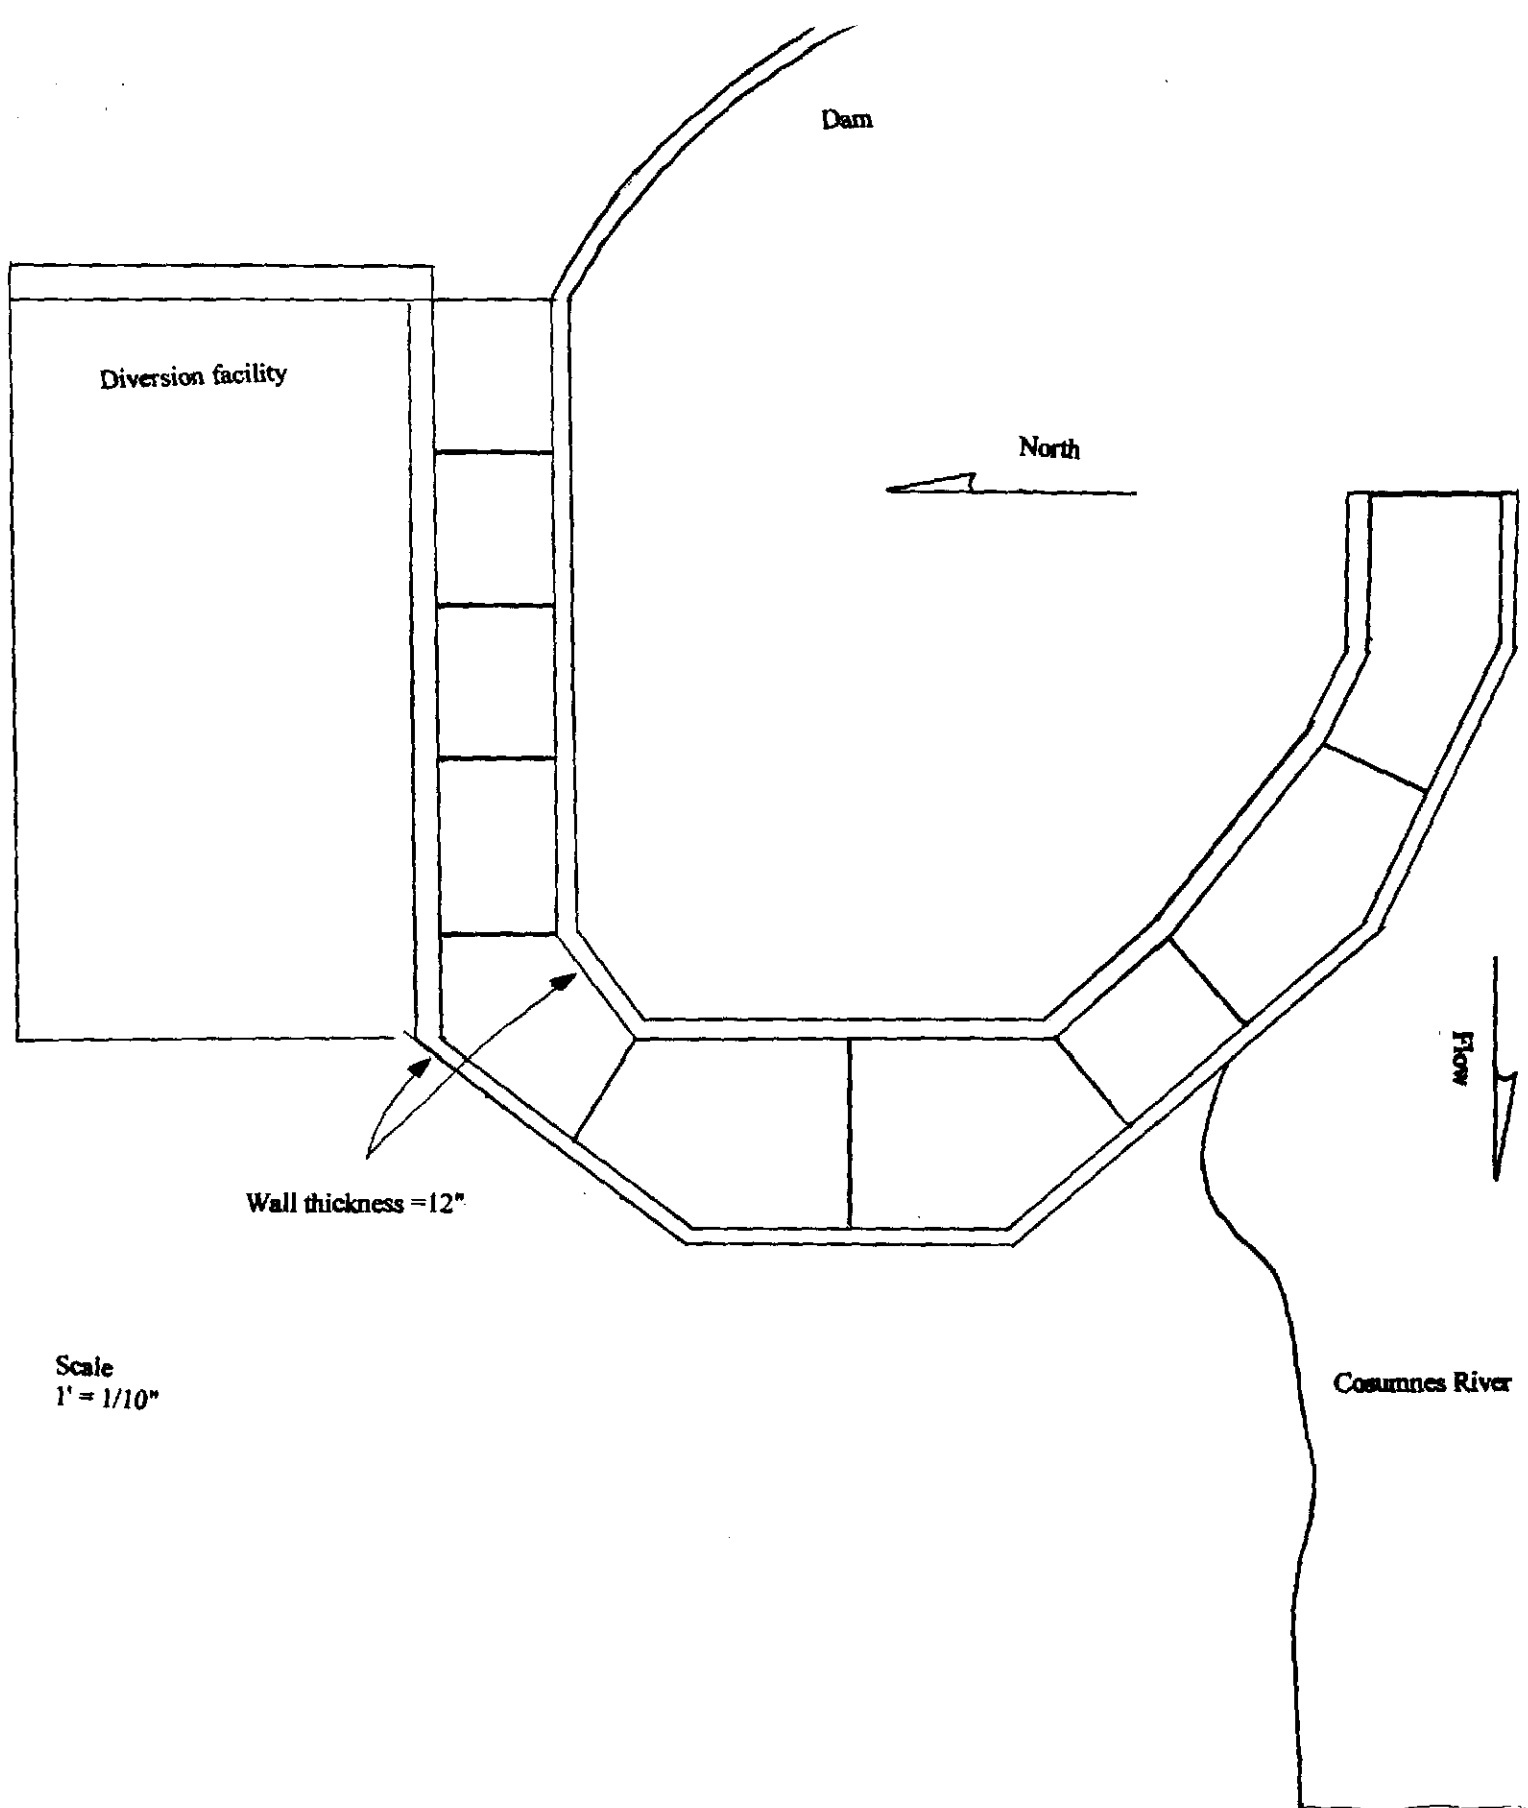 Dam
Diversion facility
North
Flow
Wall thickness =12"
Scale
1' = 1/10"
Cosumnes River